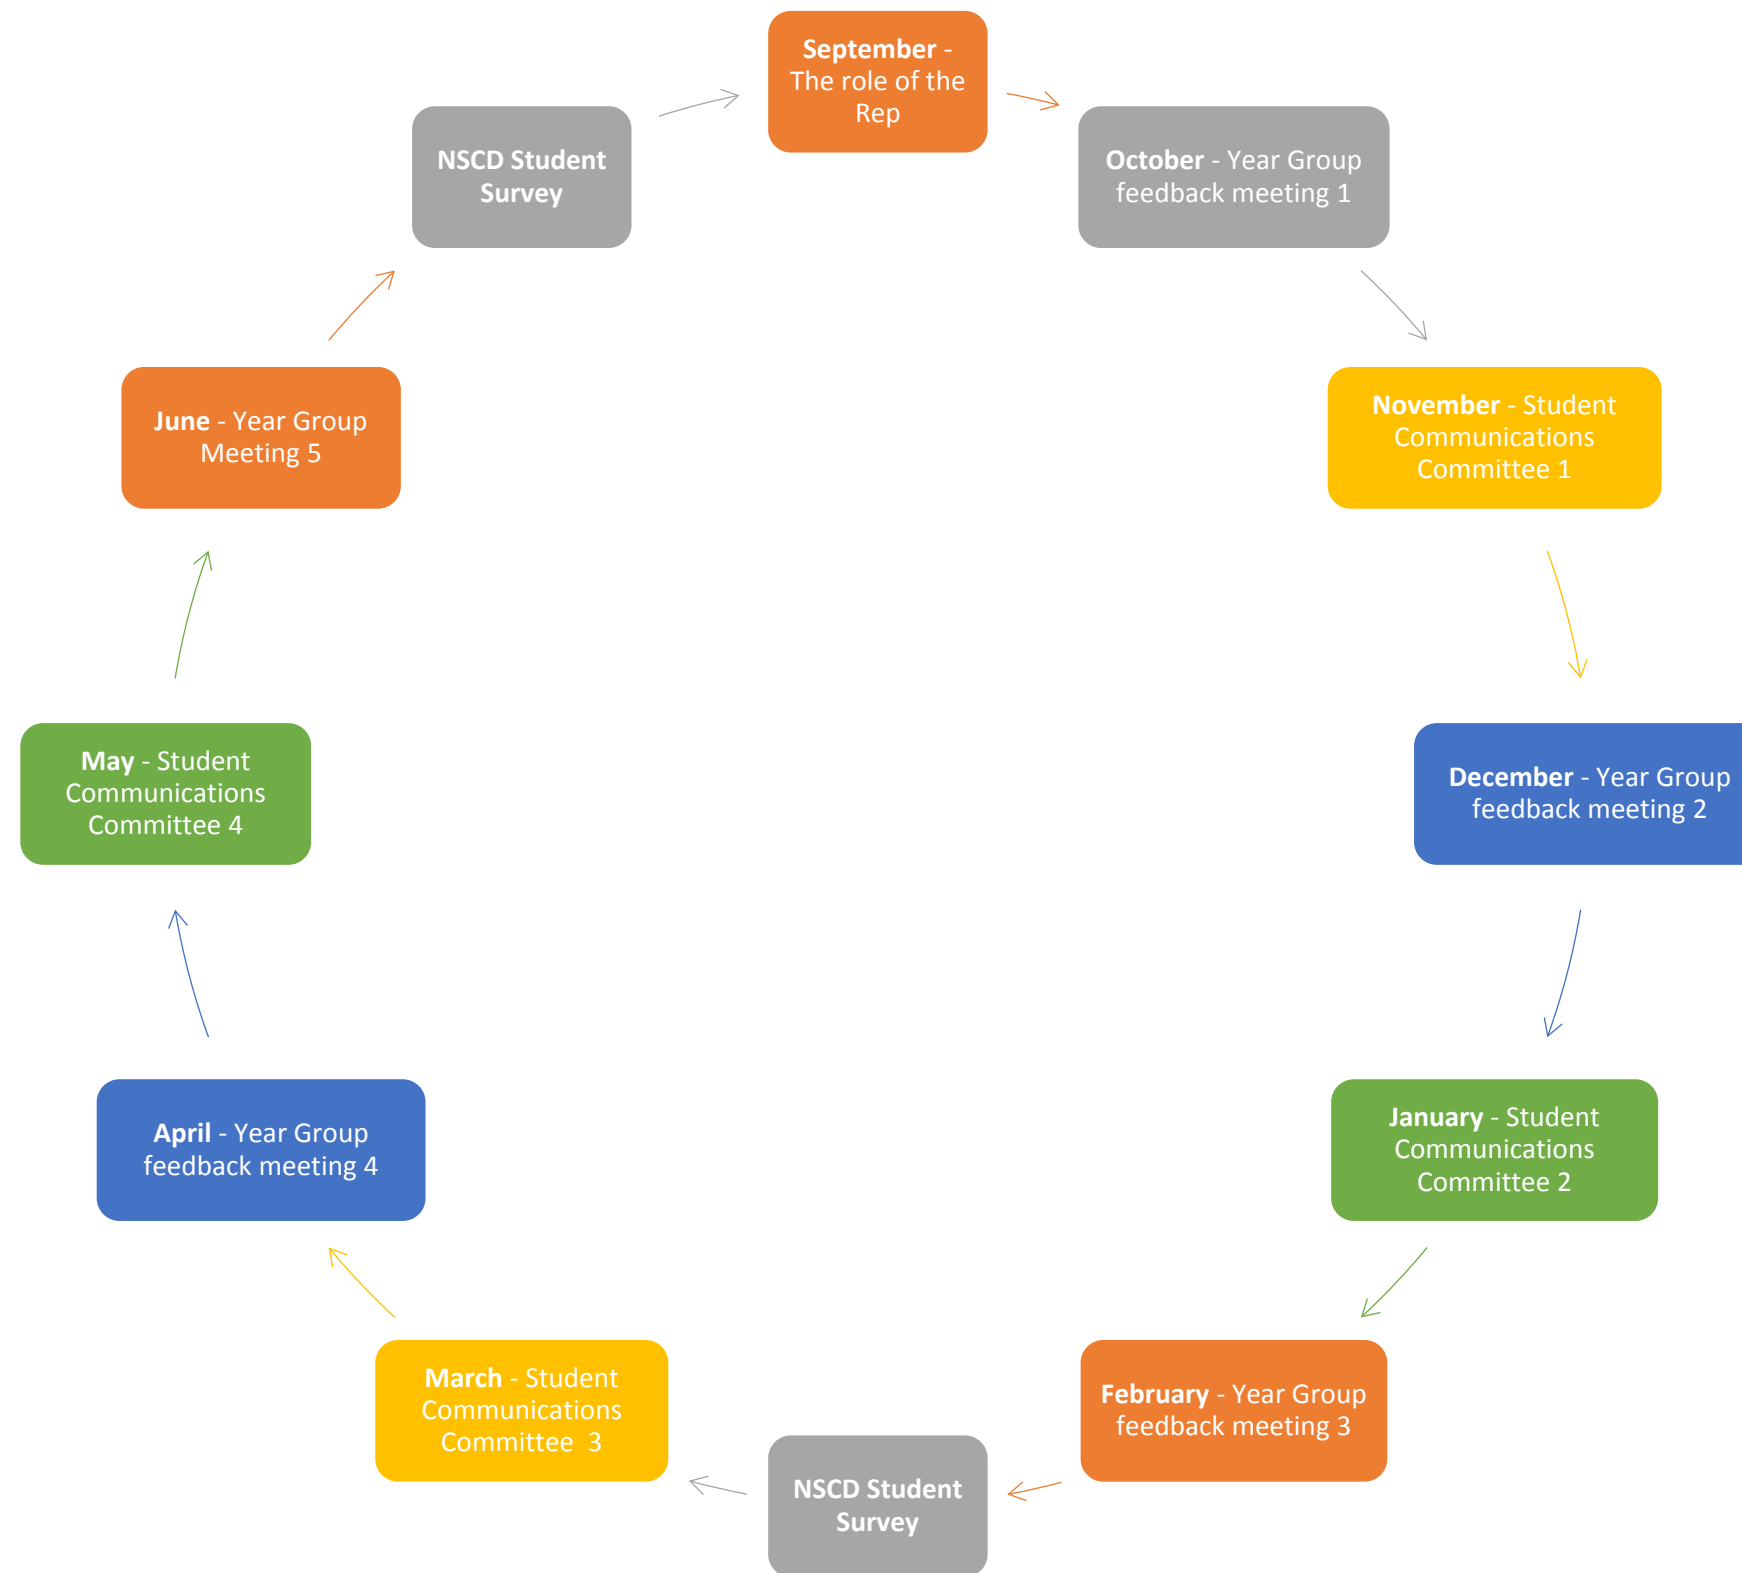 September -
The role of the
Rep
October - Year Group
feedback meeting 1
November - Student
Communications
Committee 1
December - Year Group
feedback meeting 2
January - Student
Communications
Committee 2
February - Year Group
feedback meeting 3
NSCD Student
Survey
March - Student
Communications
Committee  3
April - Year Group
feedback meeting 4
May - Student
Communications
Committee 4
June - Year Group
Meeting 5
NSCD Student
Survey